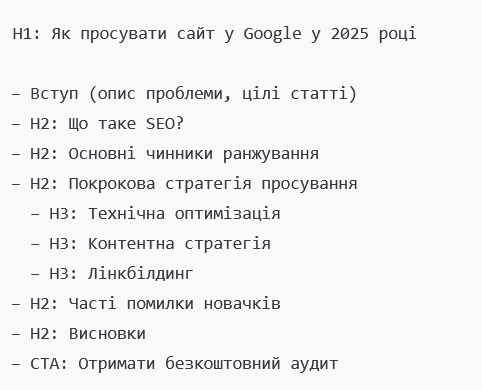 H1: Як просувати сайт у Google у 2025 році
– Вступ (опис проблеми, цілі статті)
– H2: Що таке SEO?
– H2: Основні чинники ранжування
– H2: Покрокова стратегія просування
– H3: Технічна оптимізація
– H3: Контентна стратегія
– H3: Лінкбілдинг
– H2: Часті помилки новачків
– H2: Висновки
– CTA: Отримати безкоштовний аудит